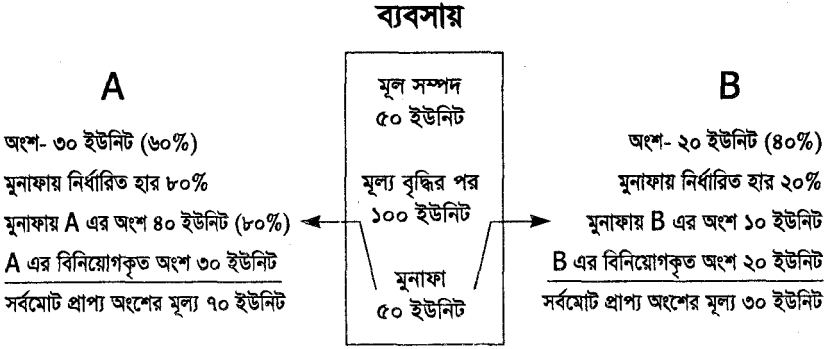 ব্যবসায়
A
অংশ- ৩০ ইউনিট (৬০%)
মুনাফায় নির্ধারিত হার ৮০%
মুনাফায় A এর অংশ ৪০ ইউনিট (৮০%)
A এর বিনিয়োগকৃত অংশ ৩০ ইউনিট
সর্বমোট প্রাপ্য অংশের মূল্য ৭০ ইউনিট
মূল সম্পদ
৫০ ইউনিট
মূল্য বৃদ্ধির পর
১০০ ইউনিট
মুনাফা
৫০ ইউনিট
B
অংশ- ২০ ইউনিট (৪০%)
মুনাফায় নির্ধারিত হার ২০%
মুনাফায় B এর অংশ ১০ ইউনিট
B এর বিনিয়োগকৃত অংশ ২০ ইউনিট
সর্বমোট প্রাপ্য অংশের মূল্য ৩০ ইউনিট